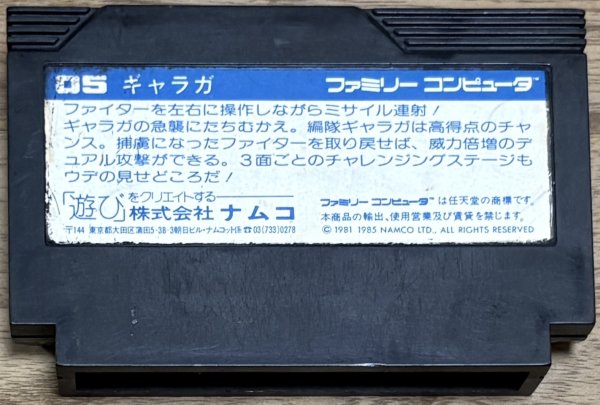 05 ギャラガ ファミリー コンピュータ™
ファイターを左右に操作しながらミサイル連射!
ギャラガの急襲にたちむかえ。編隊ギャラガは高得点のチャ
ンス。捕虜になったファイターを取り戻せば、威力倍増のデ
ュアル攻撃ができる。3面ごとのチャレンジングステージも
ウデの見せどころだ!
「遊び」をクリエイトする
株式会社 ナムコ
〒144 東京都大田区蒲田5-38-3朝日ビル・ナムコット係 ☎03(733)0278
ファミリー コンピュータ™ は任天堂の商標です。
本商品の輸出、使用営業及び賃貸を禁じます。
© 1981 1985 NAMCO LTD., ALL RIGHTS RESERVED